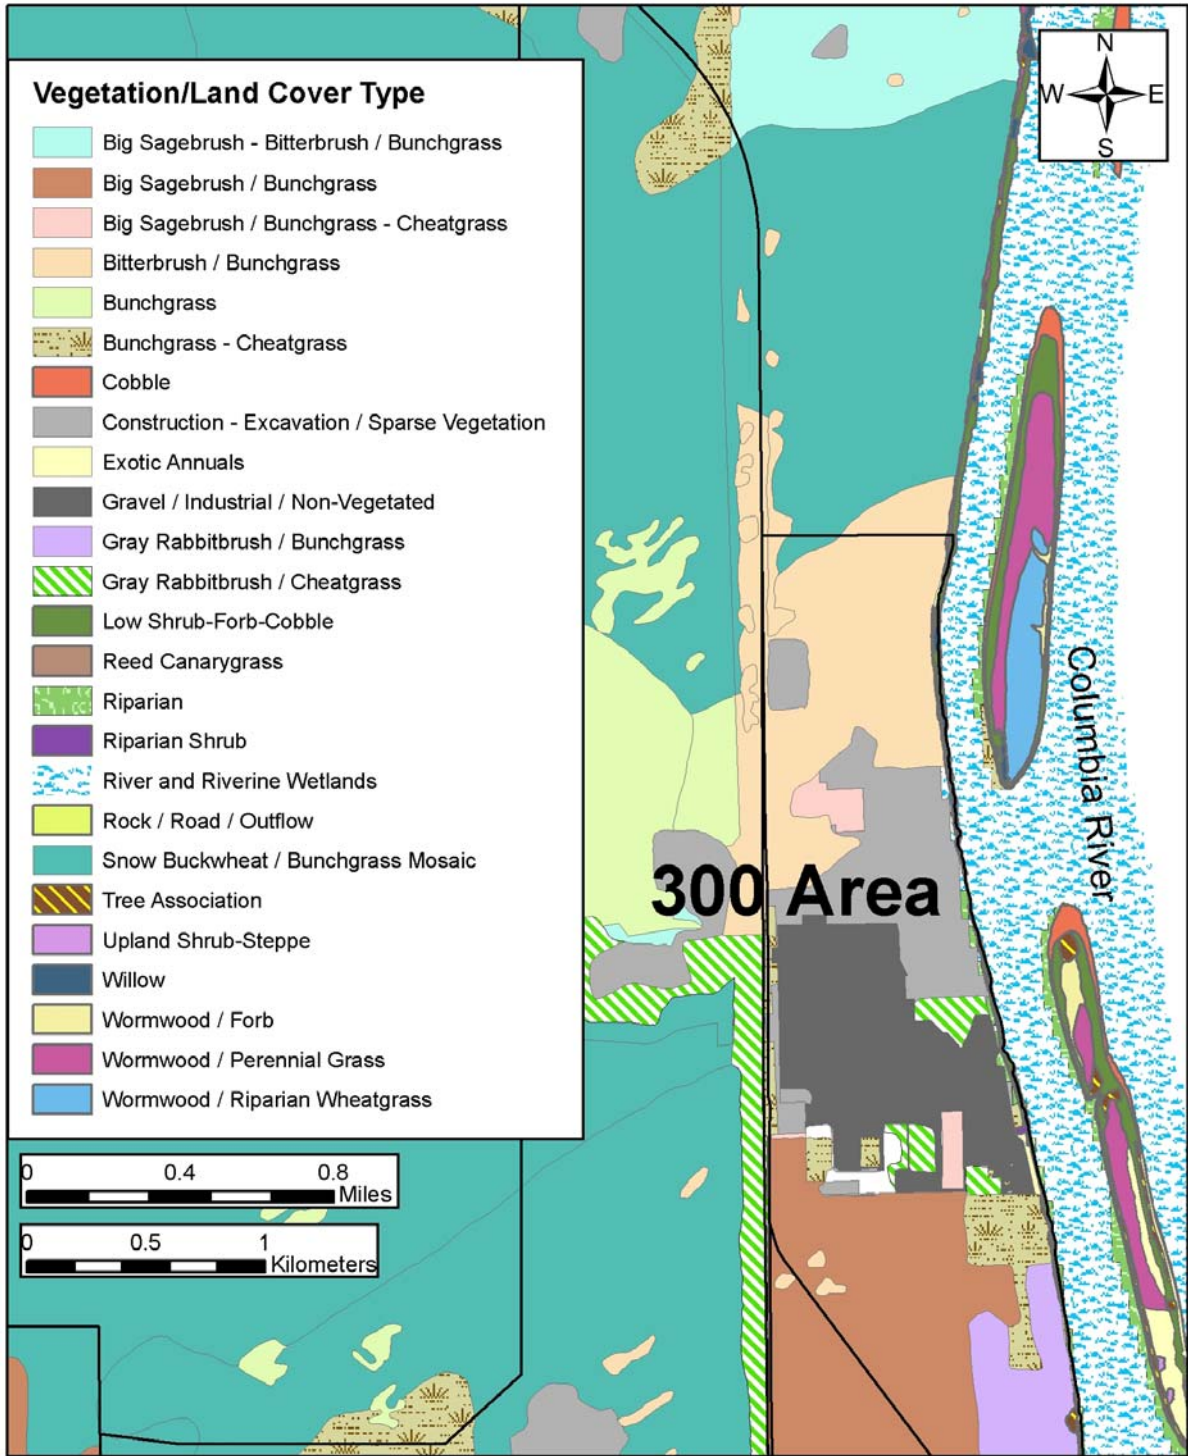 N
W E
S
Vegetation/Land Cover Type
Big Sagebrush - Bitterbrush / Bunchgrass
Big Sagebrush / Bunchgrass
Big Sagebrush / Bunchgrass - Cheatgrass
Bitterbrush / Bunchgrass
Bunchgrass
Bunchgrass - Cheatgrass
Cobble
Construction - Excavation / Sparse Vegetation
Exotic Annuals
Gravel / Industrial / Non-Vegetated
Gray Rabbitbrush / Bunchgrass
Gray Rabbitbrush / Cheatgrass
Low Shrub-Forb-Cobble
Reed Canarygrass
Riparian
Riparian Shrub
River and Riverine Wetlands
Rock / Road / Outflow
Snow Buckwheat / Bunchgrass Mosaic
Tree Association
Upland Shrub-Steppe
Willow
Wormwood / Forb
Wormwood / Perennial Grass
Wormwood / Riparian Wheatgrass
Columbia River
300 Area
0 0.4 0.8
Miles
0 0.5 1
Kilometers